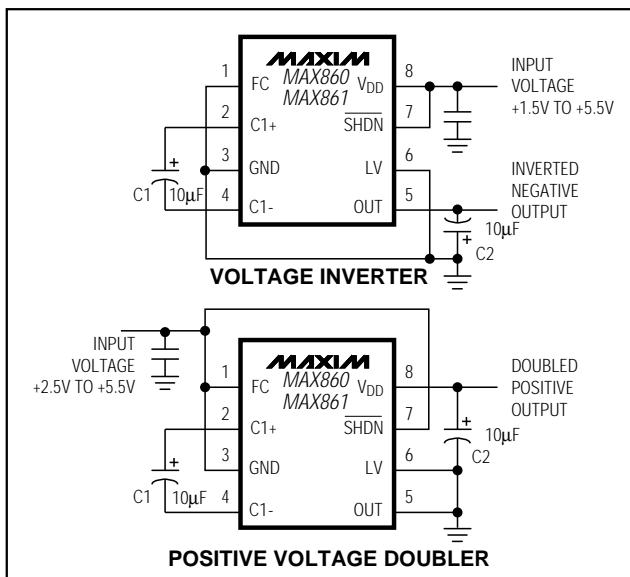 MAXIM
MAX860
MAX861
1 FC VDD 8
2 C1+ SHDN 7
3 GND LV 6
4 C1- OUT 5
C1 10µF +
INPUT
VOLTAGE
+1.5V TO +5.5V
INVERTED
NEGATIVE
OUTPUT
10µF
+ C2
VOLTAGE INVERTER
INPUT
VOLTAGE
+2.5V TO +5.5V
MAXIM
MAX860
MAX861
1 FC VDD 8
2 C1+ SHDN 7
3 GND LV 6
4 C1- OUT 5
C1 10µF +
DOUBLED
POSITIVE
OUTPUT
+ 10µF
C2
POSITIVE VOLTAGE DOUBLER